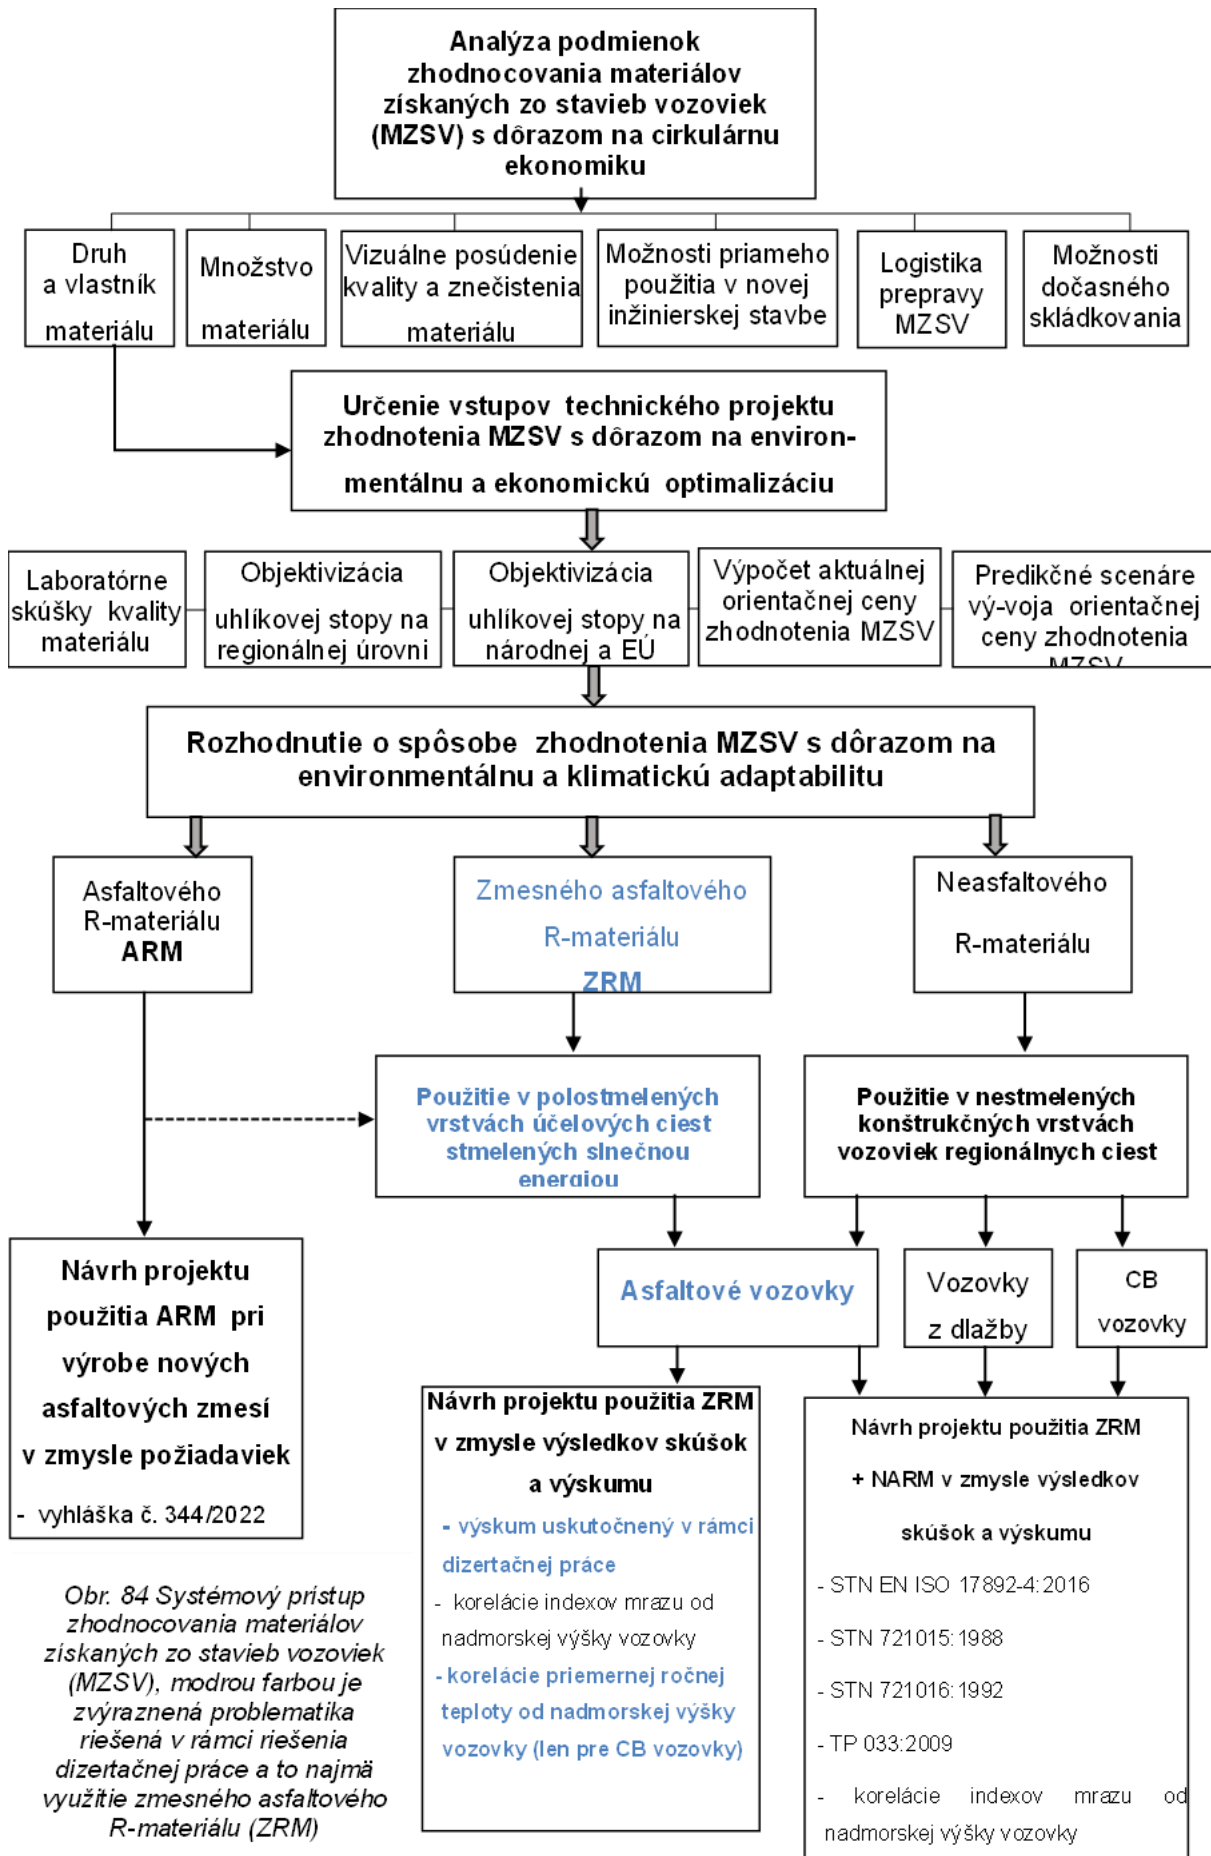 Analýza podmienok
zhodnocovania materiálov
získaných zo stavieb vozoviek
(MZSV) s dôrazom na cirkulárnu
ekonomiku
Druh
a vlastník
materiálu
Množstvo
materiálu
Vizuálne posúdenie
kvality a znečistenia
materiálu
Možnosti priameho
použitia v novej
inžinierskej stavbe
Logistika
prepravy
MZSV
Možnosti
dočasného
skládkovania
Určenie vstupov technického projektu
zhodnotenia MZSV s dôrazom na environ-
mentálnu a ekonomickú optimalizáciu
Laboratórne
skúšky kvality
materiálu
Objektivizácia
uhlíkovej stopy na
regionálnej úrovni
Objektivizácia
uhlíkovej stopy na
národnej a EÚ
Výpočet aktuálnej
orientačnej ceny
zhodnotenia MZSV
Predikčné scenáre
vý-voja orientačnej
ceny zhodnotenia
MZSV
Rozhodnutie o spôsobe zhodnotenia MZSV s dôrazom na
environmentálnu a klimatickú adaptabilitu
Asfaltového
R-materiálu
ARM
Zmesného asfaltového
R-materiálu
ZRM
Neasfaltového
R-materiálu
Použitie v polostmelených
vrstvách účelových ciest
stmelených slnečnou
energiou
Použitie v nestmelených
konštrukčných vrstvách
vozoviek regionálnych ciest
Asfaltové vozovky
Vozovky
z dlažby
CB
vozovky
Návrh projektu
použitia ARM pri
výrobe nových
asfaltových zmesí
v zmysle požiadaviek
- vyhláška č. 344/2022
Návrh projektu použitia ZRM
v zmysle výsledkov skúšok
a výskumu
- výskum uskutočnený v rámci
dizertačnej práce
- korelácie indexov mrazu od
nadmorskej výšky vozovky
- korelácie priemernej ročnej
teploty od nadmorskej výšky
vozovky (len pre CB vozovky)
Návrh projektu použitia ZRM
+ NARM v zmysle výsledkov
skúšok a výskumu
- STN EN ISO 17892-4:2016
- STN 721015:1988
- STN 721016:1992
- TP 033:2009
- korelácie indexov mrazu od
nadmorskej výšky vozovky
Obr. 84 Systémový prístup
zhodnocovania materiálov
získaných zo stavieb vozoviek
(MZSV), modrou farbou je
zvýraznená problematika
riešená v rámci riešenia
dizertačnej práce a to najmä
využitie zmesného asfaltového
R-materiálu (ZRM)